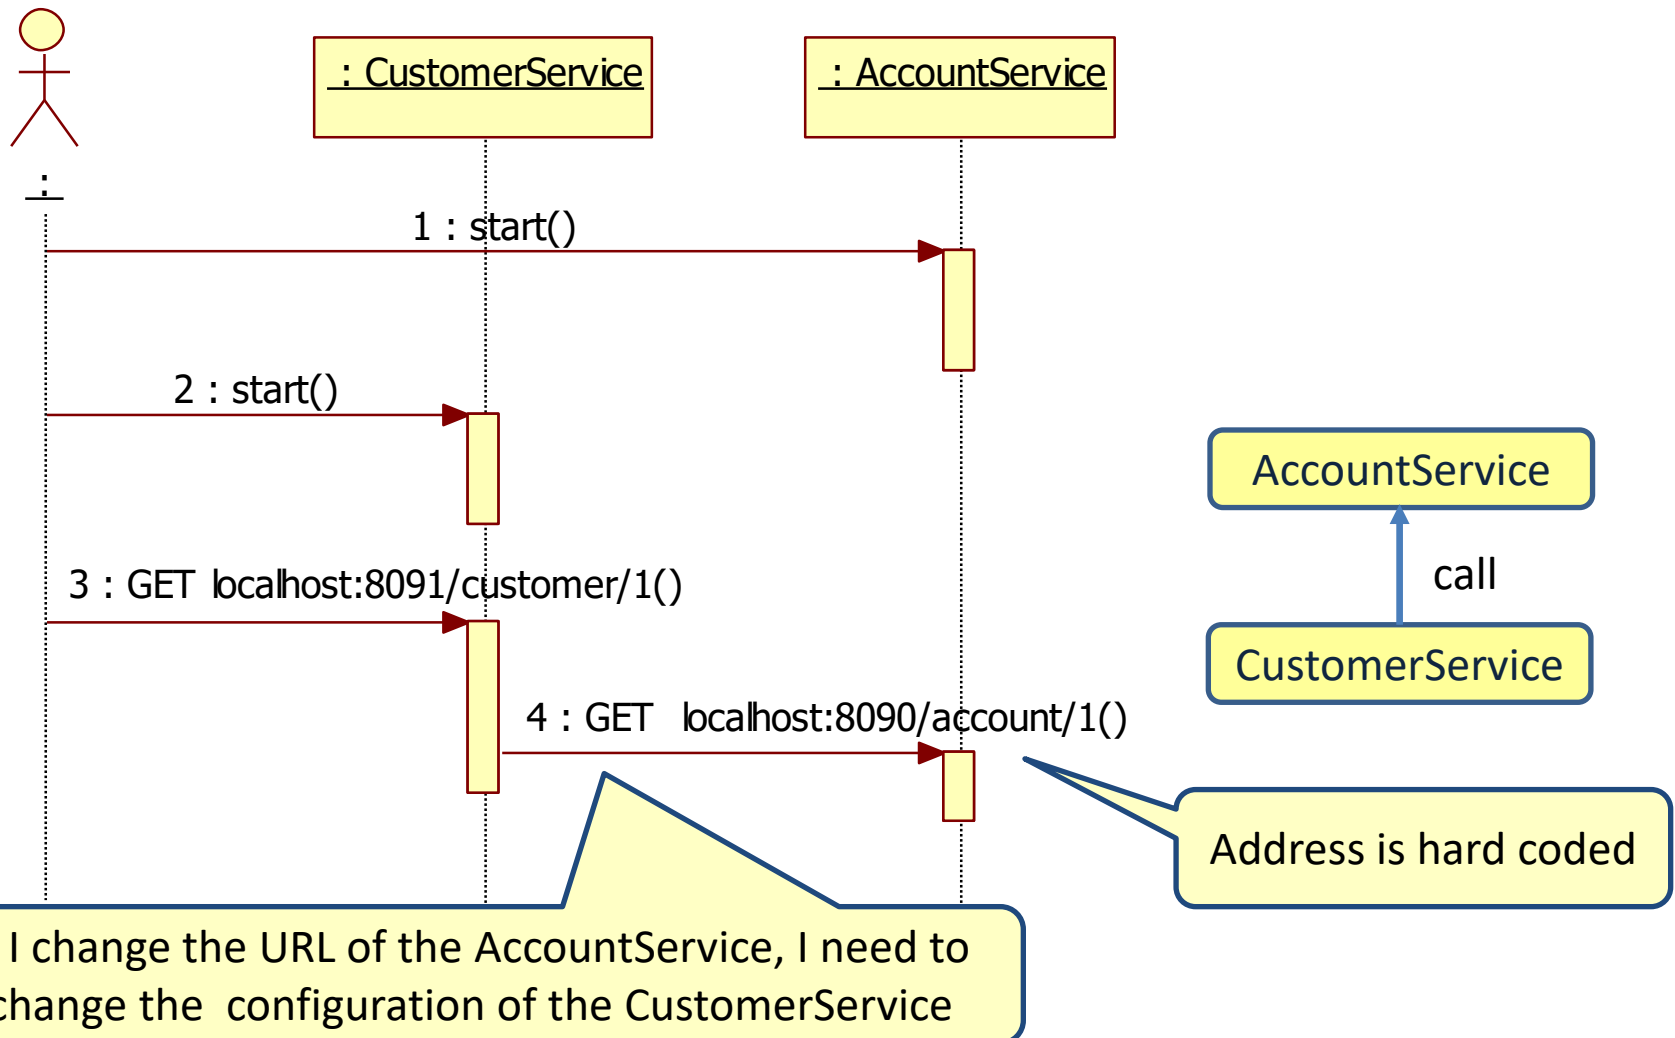 : CustomerService
: AccountService
:
1 : start()
2 : start()
3 : GET localhost:8091/customer/1()
4 : GET localhost:8090/account/1()
AccountService
call
CustomerService
Address is hard coded
I change the URL of the AccountService, I need to
change the configuration of the CustomerService